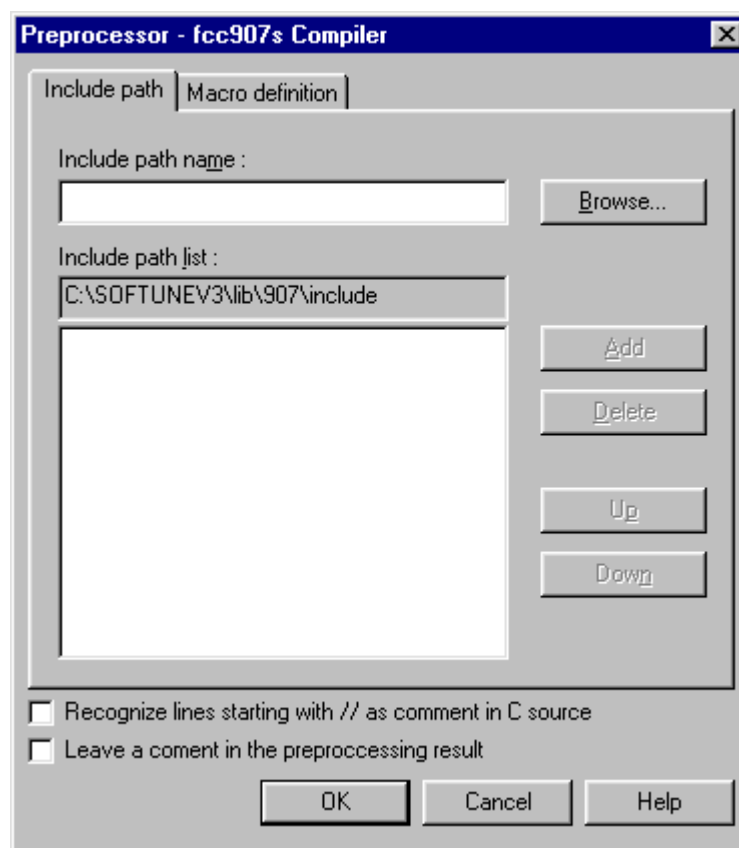 Preprocessor - fcc907s Compiler
Include path
Macro definition
Include path name :
Browse...
Include path list :
C:\SOFTUNEV3\lib\907\include
Add
Delete
Up
Down
Recognize lines starting with // as comment in C source
Leave a coment in the preproccessing result
OK
Cancel
Help